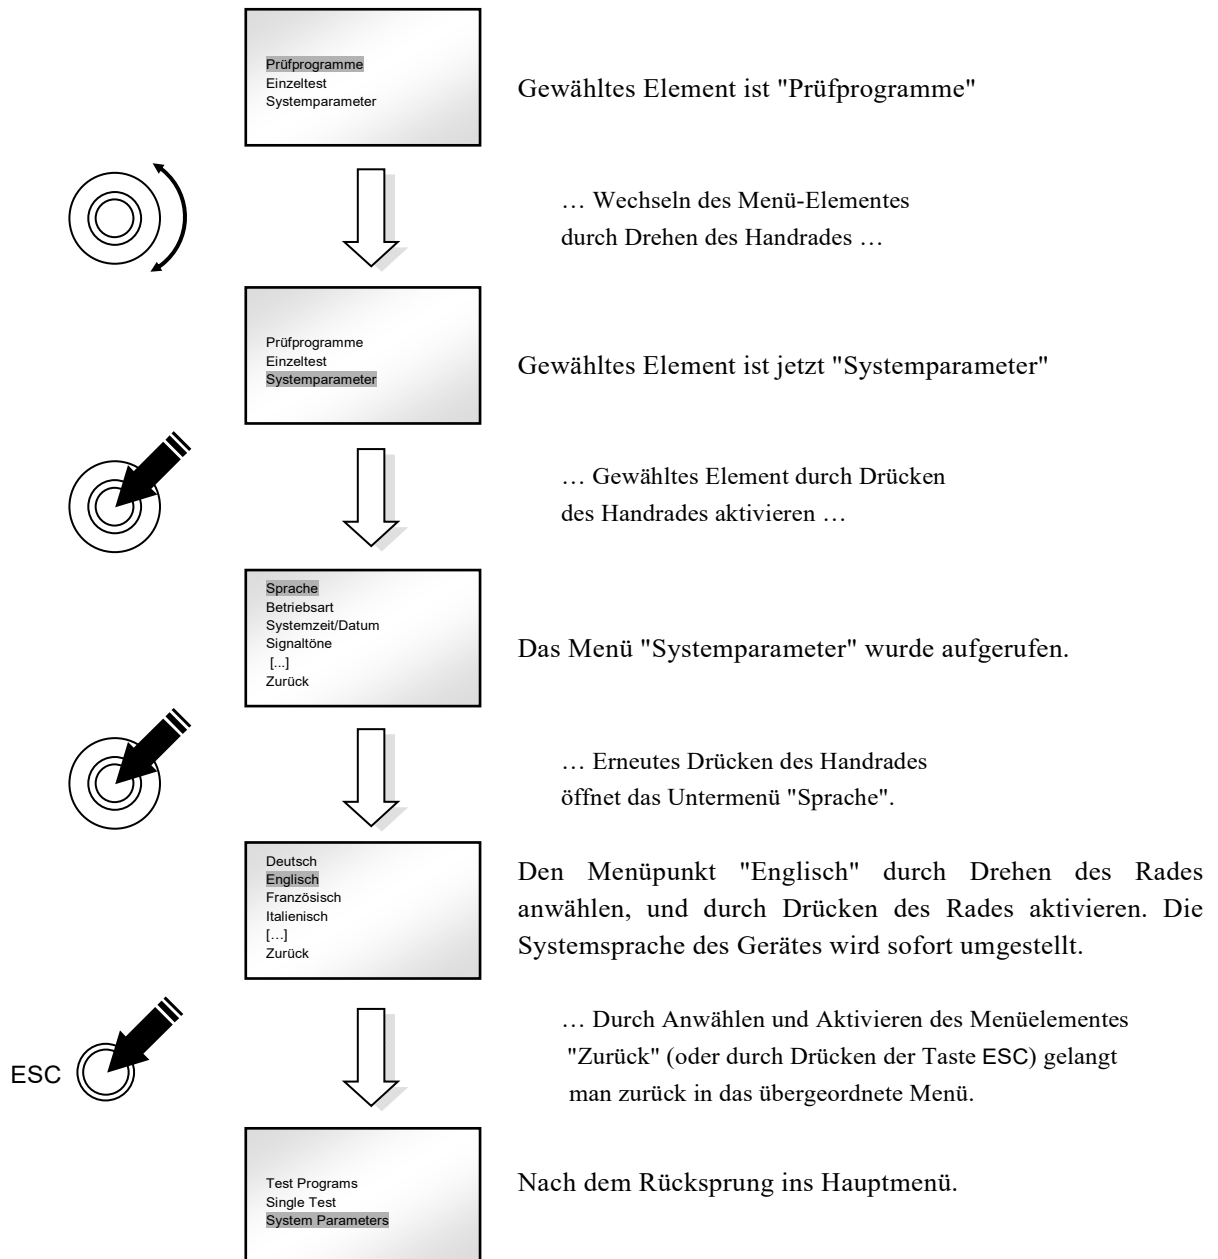 Prüfprogramme
Einzeltest
Systemparameter
Gewähltes Element ist "Prüfprogramme"
… Wechseln des Menü-Elementes
durch Drehen des Handrades …
Prüfprogramme
Einzeltest
Systemparameter
Gewähltes Element ist jetzt "Systemparameter"
… Gewähltes Element durch Drücken
des Handrades aktivieren …
Sprache
Betriebsart
Systemzeit/Datum
Signaltöne
[...]
Zurück
Das Menü "Systemparameter" wurde aufgerufen.
… Erneutes Drücken des Handrades
öffnet das Untermenü "Sprache".
Deutsch
Englisch
Französisch
Italienisch
[…]
Zurück
Den Menüpunkt "Englisch" durch Drehen des Rades
anwählen, und durch Drücken des Rades aktivieren. Die
Systemsprache des Gerätes wird sofort umgestellt.
ESC
… Durch Anwählen und Aktivieren des Menüelementes
"Zurück" (oder durch Drücken der Taste ESC) gelangt
man zurück in das übergeordnete Menü.
Test Programs
Single Test
System Parameters
Nach dem Rücksprung ins Hauptmenü.